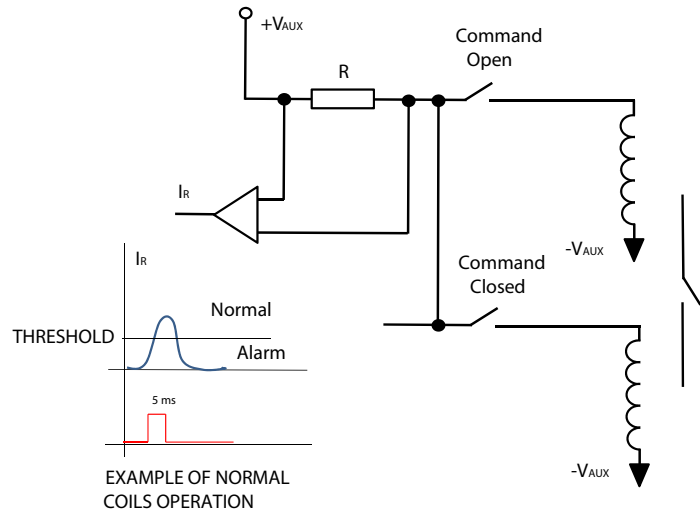 +VAUX
Command
Open
R
IR
-VAUX
IR
Command
Closed
Normal
THRESHOLD
Alarm
5 ms
-VAUX
EXAMPLE OF NORMAL
COILS OPERATION